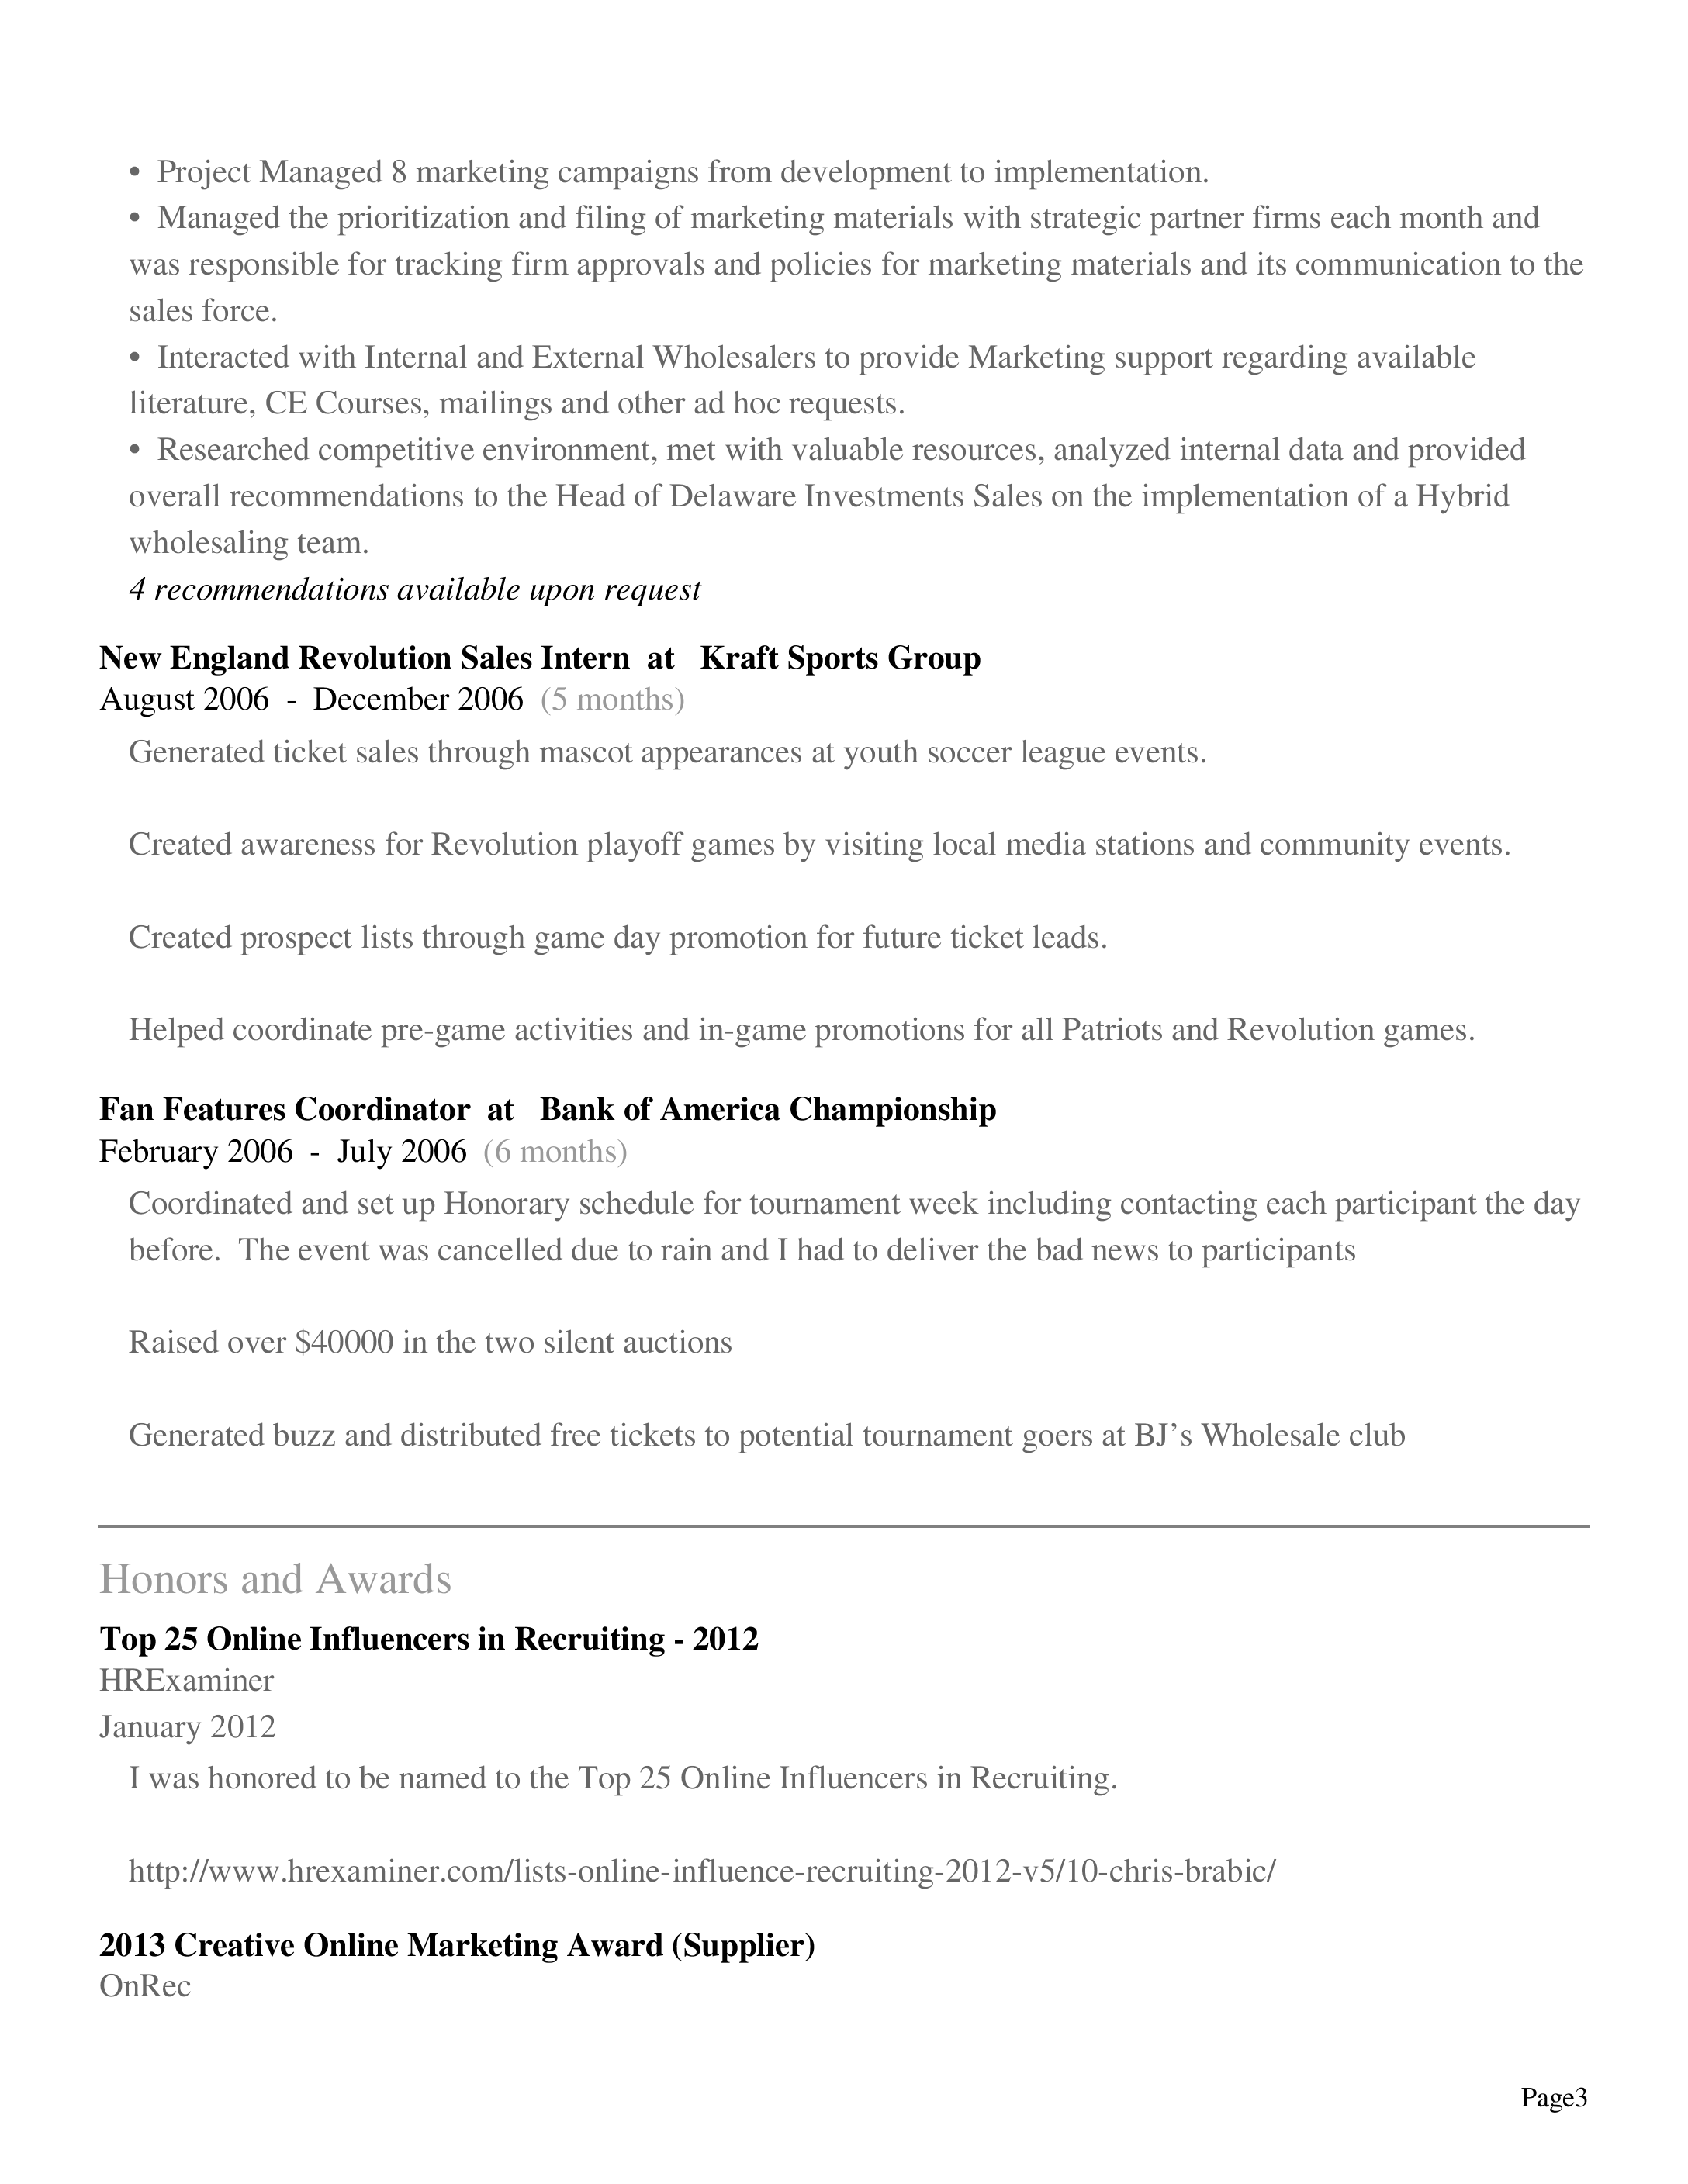 • Project Managed 8 marketing campaigns from development to implementation.
• Managed the prioritization and filing of marketing materials with strategic partner firms each month and
was responsible for tracking firm approvals and policies for marketing materials and its communication to the
sales force.
• Interacted with Internal and External Wholesalers to provide Marketing support regarding available
literature, CE Courses, mailings and other ad hoc requests.
• Researched competitive environment, met with valuable resources, analyzed internal data and provided
overall recommendations to the Head of Delaware Investments Sales on the implementation of a Hybrid
wholesaling team.
4 recommendations available upon request
New England Revolution Sales Intern at Kraft Sports Group
August 2006 - December 2006 (5 months)
Generated ticket sales through mascot appearances at youth soccer league events.
Created awareness for Revolution playoff games by visiting local media stations and community events.
Created prospect lists through game day promotion for future ticket leads.
Helped coordinate pre-game activities and in-game promotions for all Patriots and Revolution games.
Fan Features Coordinator at Bank of America Championship
February 2006 - July 2006 (6 months)
Coordinated and set up Honorary schedule for tournament week including contacting each participant the day
before. The event was cancelled due to rain and I had to deliver the bad news to participants
Raised over $40000 in the two silent auctions
Generated buzz and distributed free tickets to potential tournament goers at BJ’s Wholesale club
Honors and Awards
Top 25 Online Influencers in Recruiting - 2012
HRExaminer
January 2012
I was honored to be named to the Top 25 Online Influencers in Recruiting.
http://www.hrexaminer.com/lists-online-influence-recruiting-2012-v5/10-chris-brabic/
2013 Creative Online Marketing Award (Supplier)
OnRec
Page3